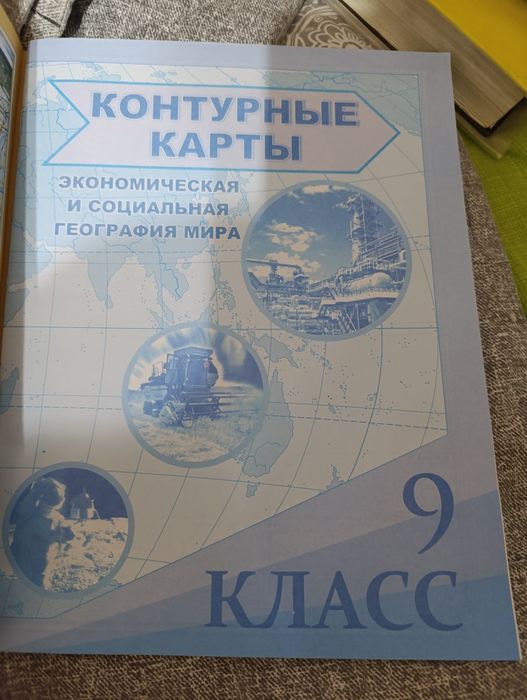 КОНТУРНЫЕ
КАРТЫ
ЭКОНОМИЧЕСКАЯ
И СОЦИАЛЬНАЯ
ГЕОГРАФИЯ МИРА
9
КЛАСС